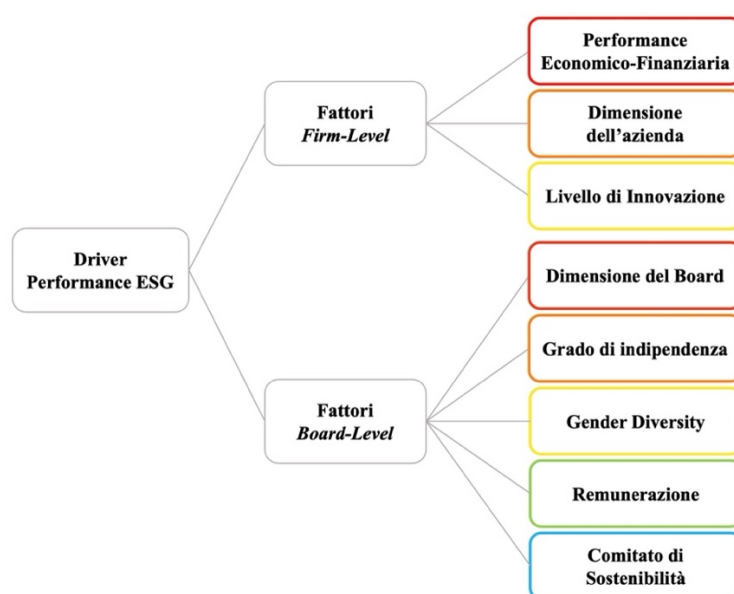 Driver
Performance ESG
Fattori
Firm-Level
Performance
Economico-Finanziaria
Dimensione
dell’azienda
Livello di Innovazione
Fattori
Board-Level
Dimensione del Board
Grado di indipendenza
Gender Diversity
Remunerazione
Comitato di
Sostenibilità